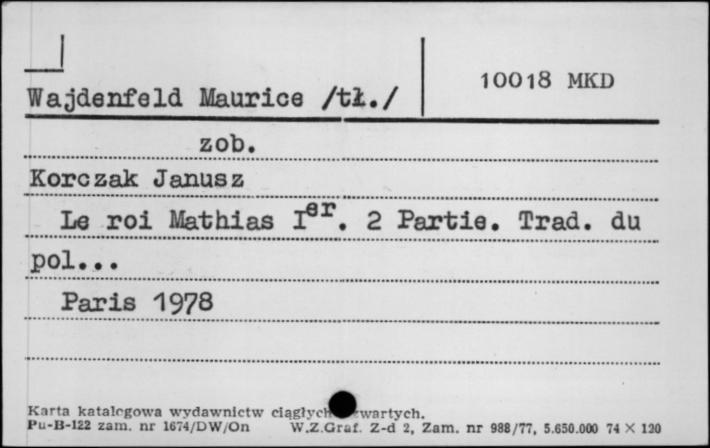 10018 MKD
Wajdenfeld Maurice /tł./
zob.
Korczak Janusz
Le roi Mathias Ier. 2 Partie. Trad. du
pol...
Paris 1978
Karta katalogowa wydawnictw ciągłych zwartych.
Pu-B-122 zam. nr 1674/DW/On W.Z.Graf. Z-d 2, Zam. nr 988/77, 5.650.000 74 X 120